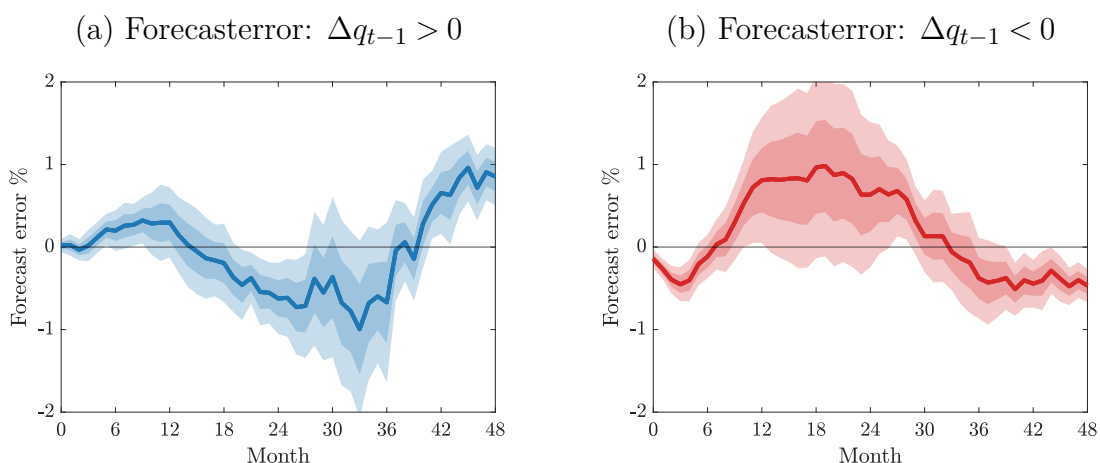 (a) Forecasterror: Δq_{t−1} > 0
2
1
0
-1
-2
Forecast error %
0 6 12 18 24 30 36 42 48
Month
(b) Forecasterror: Δq_{t−1} < 0
2
1
0
-1
-2
Forecast error %
0 6 12 18 24 30 36 42 48
Month